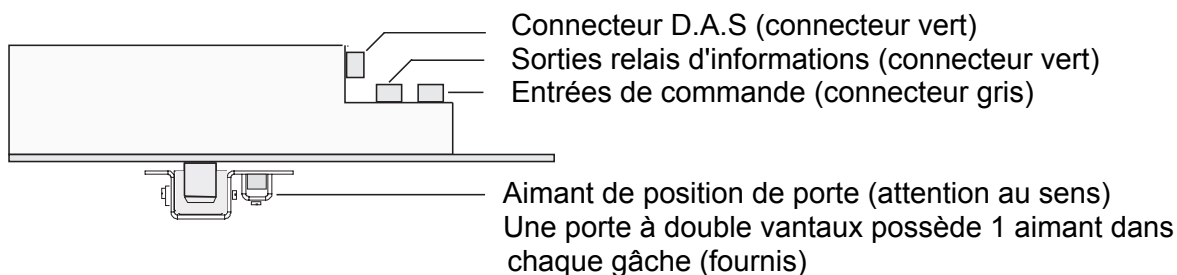 Connecteur D.A.S (connecteur vert)
Sorties relais d'informations (connecteur vert)
Entrées de commande (connecteur gris)
Aimant de position de porte (attention au sens)
Une porte à double vantaux possède 1 aimant dans
chaque gâche (fournis)